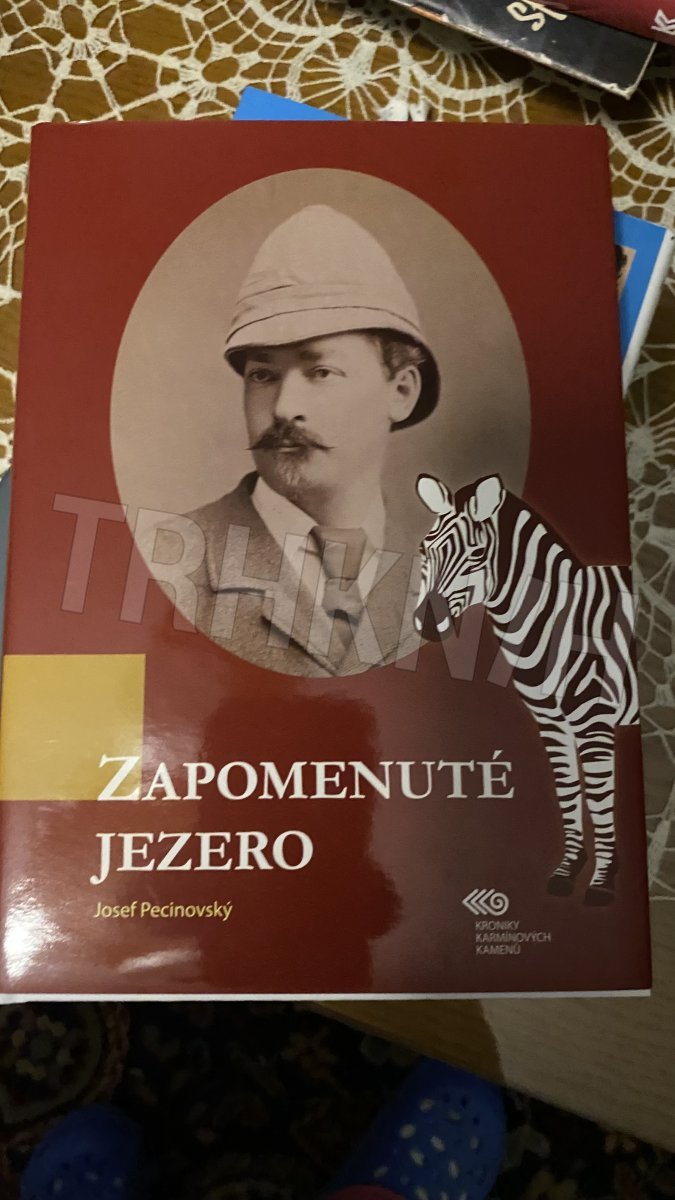 TRHKNIH
ZAPOMENUTÉ
JEZERO
Josef Pecinovský
KRONIKY
KARMÍNOVÝCH
KAMENŮ